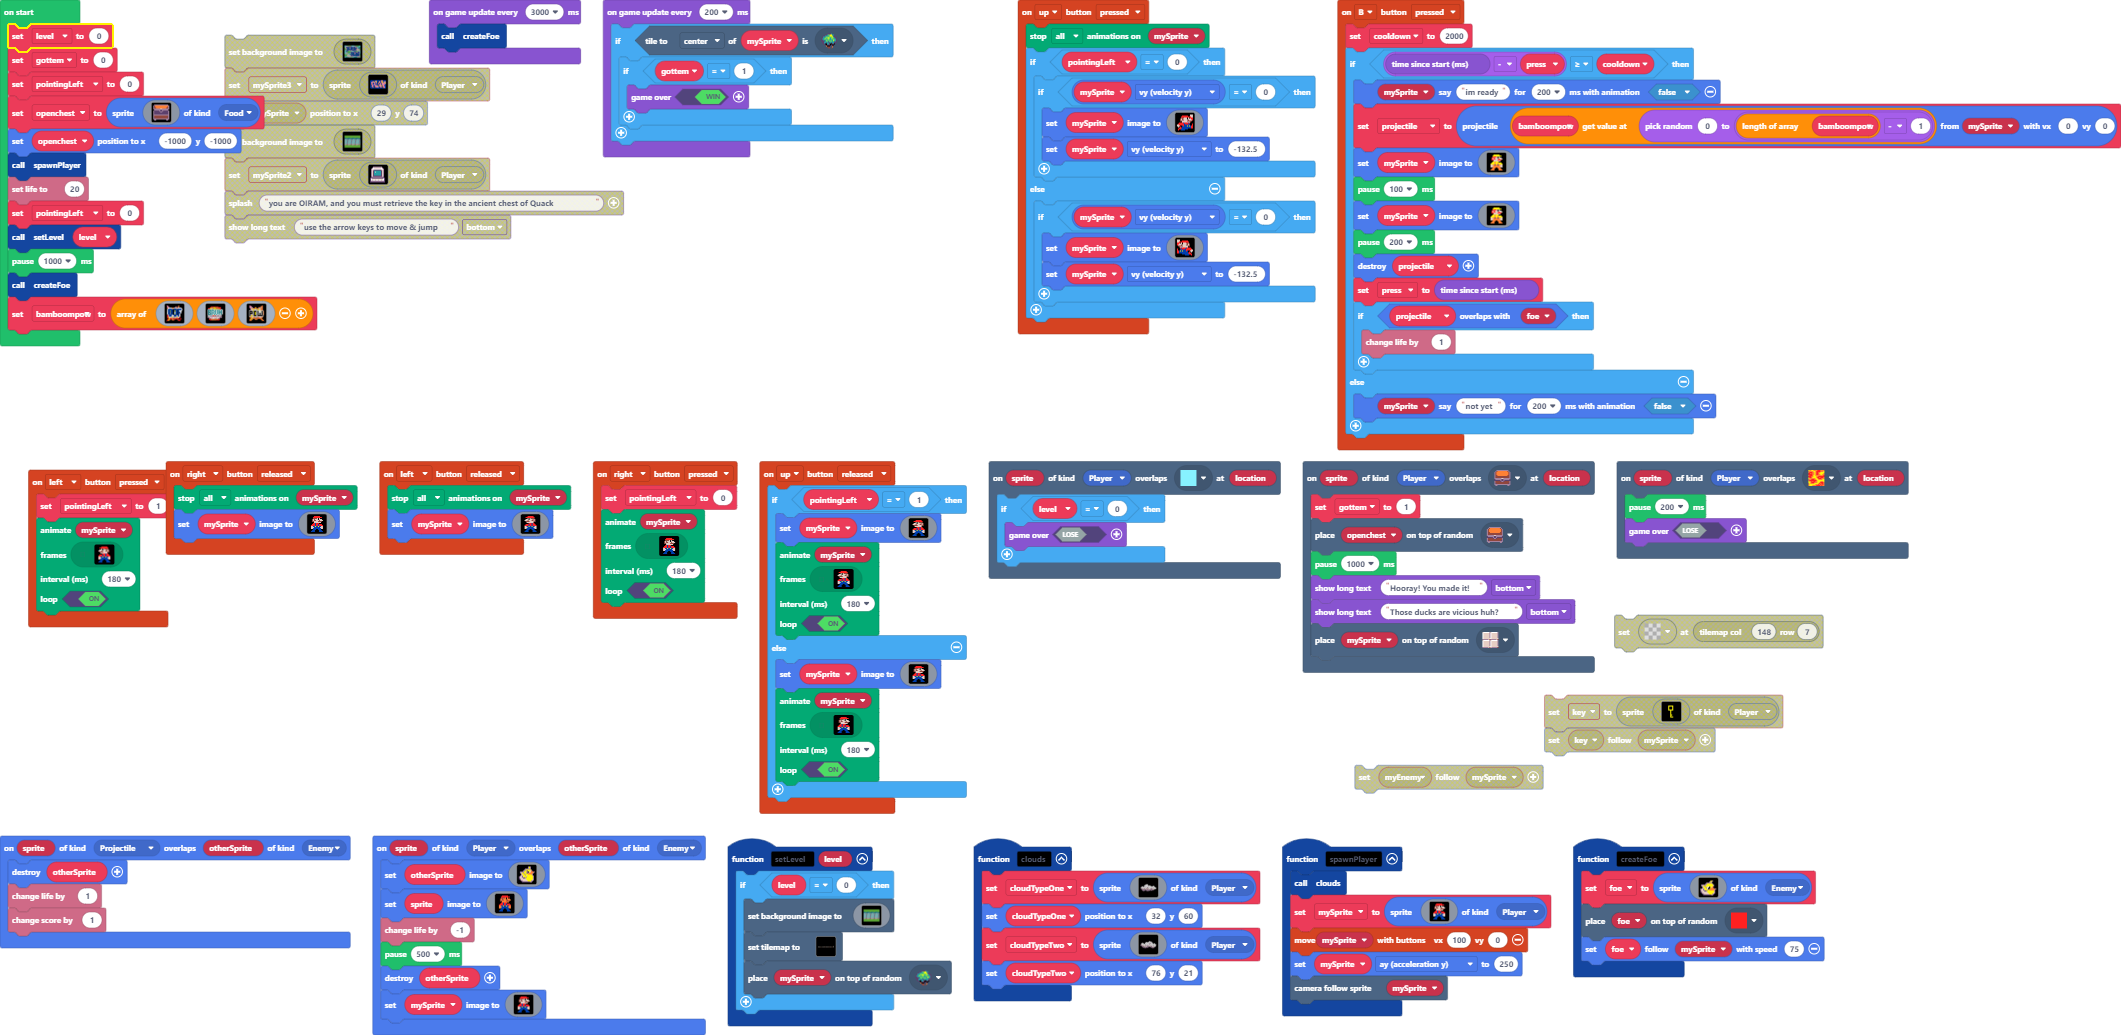 on start
set level to 0
set gottem to 0
set pointingLeft to 0
set openchest to sprite of kind Food
set openchest position to x -1000 y -1000
call spawnPlayer
set life to 20
set pointingLeft to 0
call setLevel level
pause 1000 ms
call createFoe
set bamboompow to array of
set background image to
set mySprite3 to sprite of kind Player
Sprite position to x 29 y 74
background image to
set mySprite2 to sprite of kind Player
splash "you are OIRAM, and you must retrieve the key in the ancient chest of Quack "
show long text "use the arrow keys to move & jump " bottom
on game update every 3000 ms
call createFoe
on game update every 200 ms
if tile to center of mySprite is then
if gottem = 1 then
game over WIN
on up button pressed
stop all animations on mySprite
if pointingLeft = 0 then
if mySprite vy (velocity y) = 0 then
set mySprite image to
set mySprite vy (velocity y) to -132.5
else
if mySprite vy (velocity y) = 0 then
set mySprite image to
set mySprite vy (velocity y) to -132.5
on B button pressed
set cooldown to 2000
if time since start (ms) - press ≥ cooldown then
mySprite say "im ready " for 200 ms with animation false
set projectile to projectile bamboompow get value at pick random 0 to length of array bamboompow - 1 from mySprite with vx 0 vy 0
set mySprite image to
pause 100 ms
set mySprite image to
pause 200 ms
destroy projectile
set press to time since start (ms)
if projectile overlaps with foe then
change life by 1
else
mySprite say "not yet " for 200 ms with animation false
on left button pressed
set pointingLeft to 1
animate mySprite
frames
interval (ms) 180
loop ON
on right button released
stop all animations on mySprite
set mySprite image to
on left button released
stop all animations on mySprite
set mySprite image to
on right button pressed
set pointingLeft to 0
animate mySprite
frames
interval (ms) 180
loop ON
on up button released
if pointingLeft = 1 then
set mySprite image to
animate mySprite
frames
interval (ms) 180
loop ON
else
set mySprite image to
animate mySprite
frames
interval (ms) 180
loop ON
on sprite of kind Player overlaps at location
if level = 0 then
game over LOSE
on sprite of kind Player overlaps at location
set gottem to 1
place openchest on top of random
pause 1000 ms
show long text "Hooray! You made it! " bottom
show long text "Those ducks are vicious huh? " bottom
place mySprite on top of random
on sprite of kind Player overlaps at location
pause 200 ms
game over LOSE
set at tilemap col 148 row 7
set key to sprite of kind Player
set key follow mySprite
set myEnemy follow mySprite
on sprite of kind Projectile overlaps otherSprite of kind Enemy
destroy otherSprite
change life by 1
change score by 1
on sprite of kind Player overlaps otherSprite of kind Enemy
set otherSprite image to
set sprite image to
change life by -1
pause 500 ms
destroy otherSprite
set mySprite image to
function setLevel level
if level = 0 then
set background image to
set tilemap to
place mySprite on top of random
function clouds
set cloudTypeOne to sprite of kind Player
set cloudTypeOne position to x 32 y 60
set cloudTypeTwo to sprite of kind Player
set cloudTypeTwo position to x 76 y 21
function spawnPlayer
call clouds
set mySprite to sprite of kind Player
move mySprite with buttons vx 100 vy 0
set mySprite ay (acceleration y) to 250
camera follow sprite mySprite
function createFoe
set foe to sprite of kind Enemy
place foe on top of random
set foe follow mySprite with speed 75